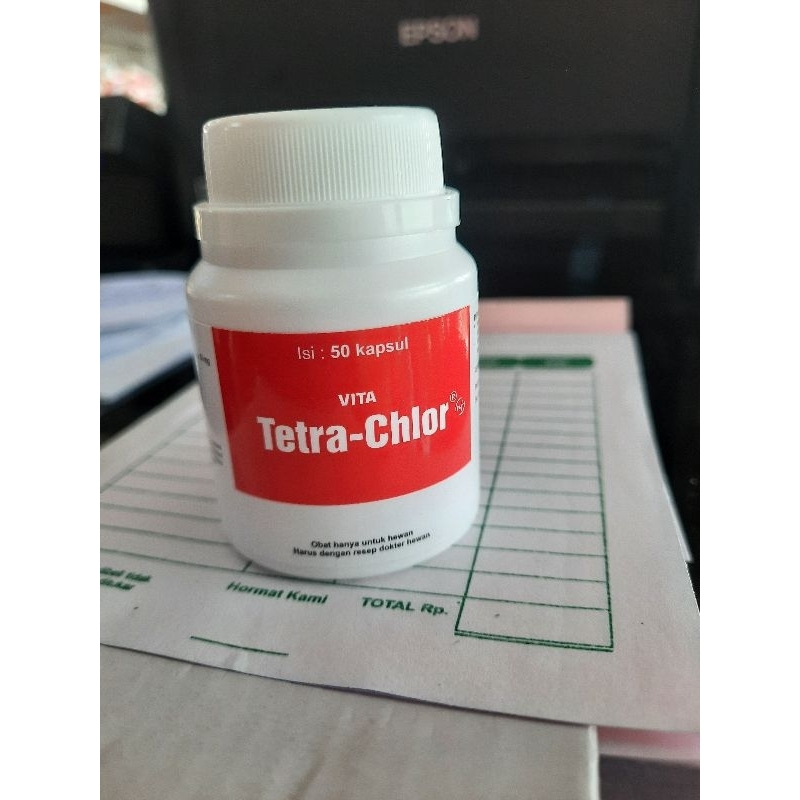 EPSON
Isi : 50 kapsul
VITA
Tetra-Chlor®
Obat hanya untuk hewan
Harus dengan resep dokter hewan
Hormat Kami
TOTAL Rp.